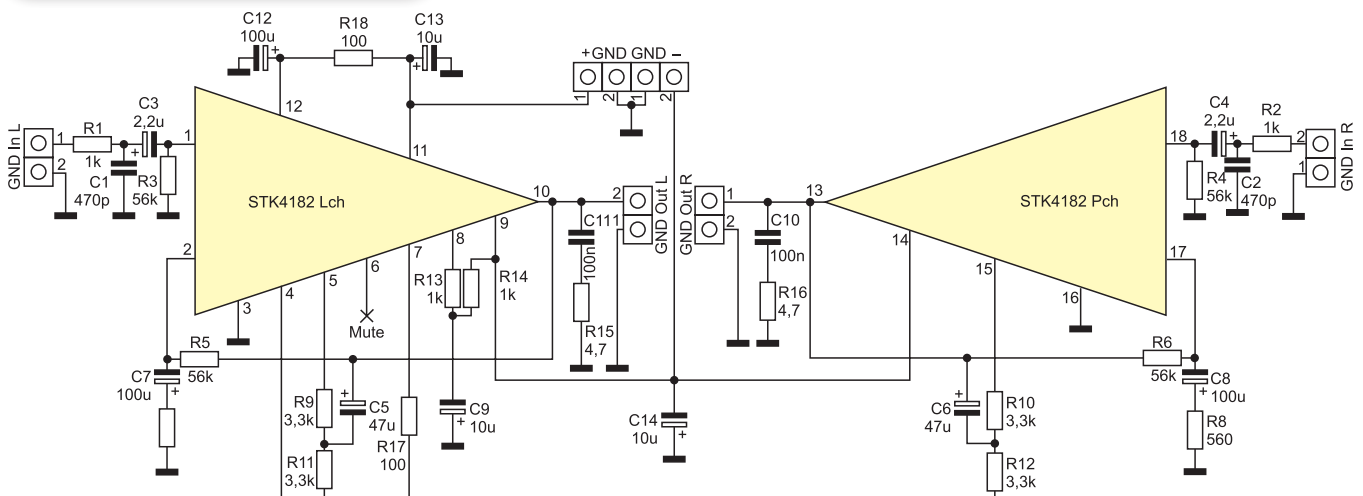 C12
100u
+
R18
100
C13
10u
+
+GND GND −
1
2
1
2
12
11
GND In L
1
2
R1
1k
C3
2,2u
+
C1
470p
R3
56k
1
STK4182 Lch
10
2
GND Out L
GND Out R
1
2
13
STK4182 Pch
18
C4
2,2u
+
R2
1k
2
1
GND In R
R4
56k
C2
470p
2
3
4
5
6
Mute
7
8
9
R13
1k
R14
1k
C111
100n
R15
4,7
C10
100n
R16
4,7
14
15
16
17
R5
56k
C7
100u
+
R9
3,3k
+
C5
47u
R11
3,3k
R17
100
C9
10u
+
C14
10u
+
C6
47u
+
R10
3,3k
R12
3,3k
R6
56k
C8
100u
+
R8
560